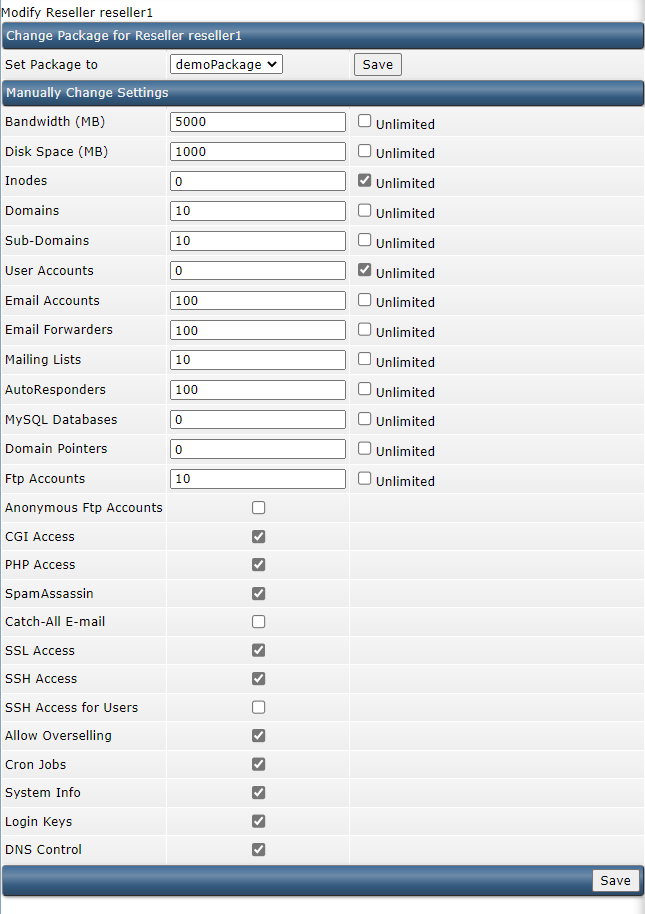 Modify Reseller reseller1
Change Package for Reseller reseller1
Set Package to demoPackage Save
Manually Change Settings
Bandwidth (MB) 5000 Unlimited
Disk Space (MB) 1000 Unlimited
Inodes 0 Unlimited
Domains 10 Unlimited
Sub-Domains 10 Unlimited
User Accounts 0 Unlimited
Email Accounts 100 Unlimited
Email Forwarders 100 Unlimited
Mailing Lists 10 Unlimited
AutoResponders 100 Unlimited
MySQL Databases 0 Unlimited
Domain Pointers 0 Unlimited
Ftp Accounts 10 Unlimited
Anonymous Ftp Accounts
CGI Access
PHP Access
SpamAssassin
Catch-All E-mail
SSL Access
SSH Access
SSH Access for Users
Allow Overselling
Cron Jobs
System Info
Login Keys
DNS Control
Save